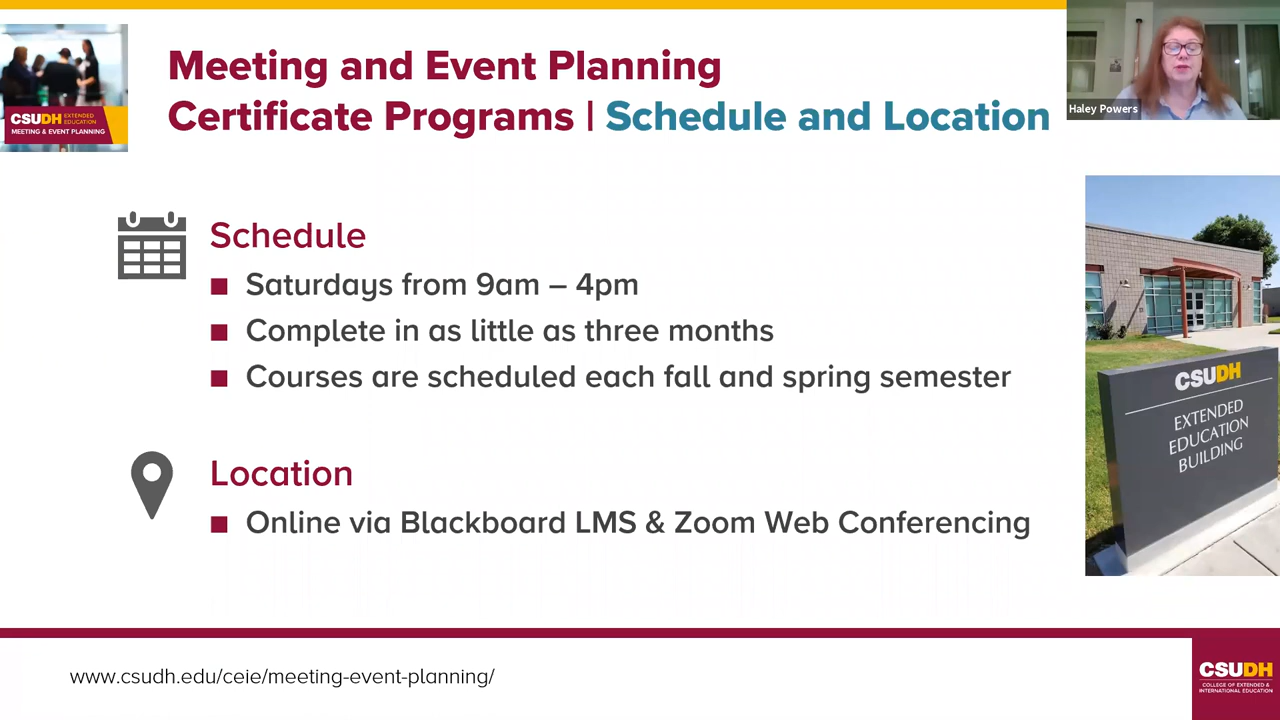 Meeting and Event Planning
Certificate Programs | Schedule and Location
CSUDH EXTENDED EDUCATION
MEETING & EVENT PLANNING
Haley Powers
Schedule
Saturdays from 9am – 4pm
Complete in as little as three months
Courses are scheduled each fall and spring semester
Location
Online via Blackboard LMS & Zoom Web Conferencing
CSUDH
EXTENDED
EDUCATION
BUILDING
www.csudh.edu/ceie/meeting-event-planning/
CSUDH
COLLEGE OF EXTENDED &
INTERNATIONAL EDUCATION